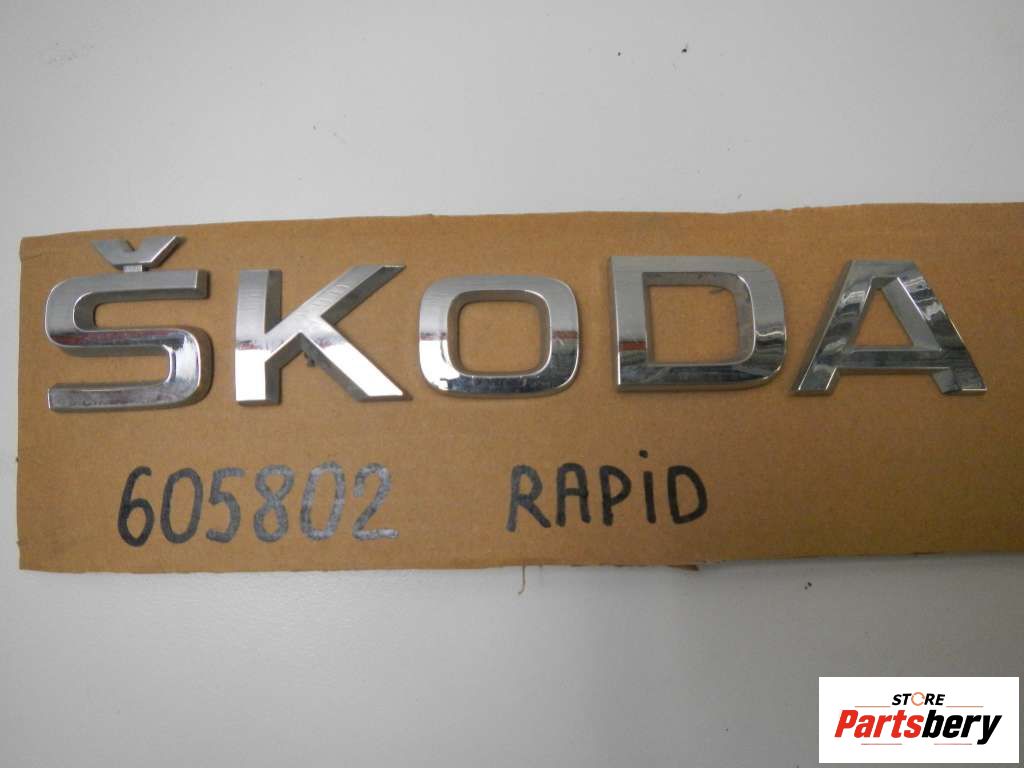 ŠKODA
605802 RAPiD
STORE
Partsbery